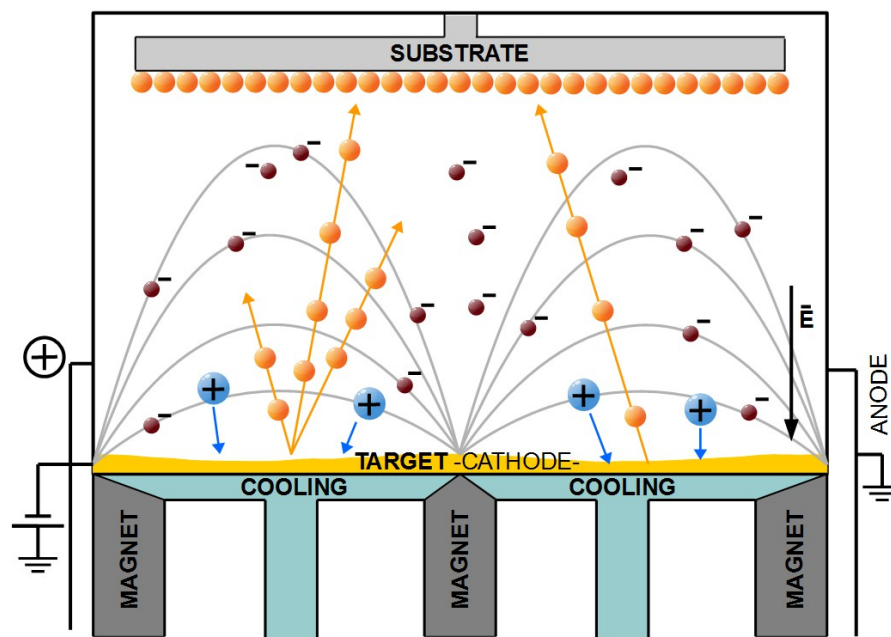 SUBSTRATE
Ē
ANODE
TARGET -CATHODE-
COOLING
COOLING
MAGNET
MAGNET
MAGNET